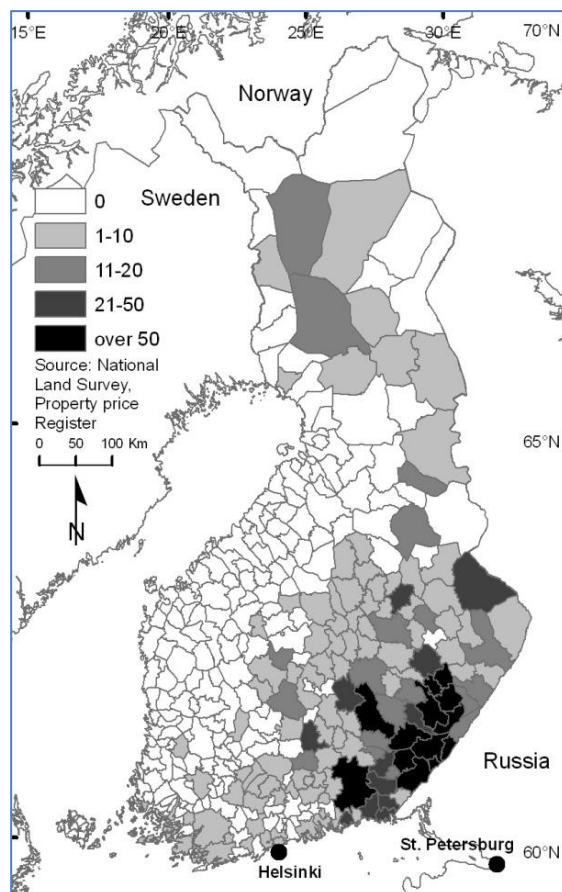 15°E
20°E
25°E
30°E
70°N
Norway
Sweden
0
1-10
11-20
21-50
over 50
Source: National
Land Survey,
Property price
Register
0 50 100 Km
65°N
N
Russia
St. Petersburg
60°N
Helsinki